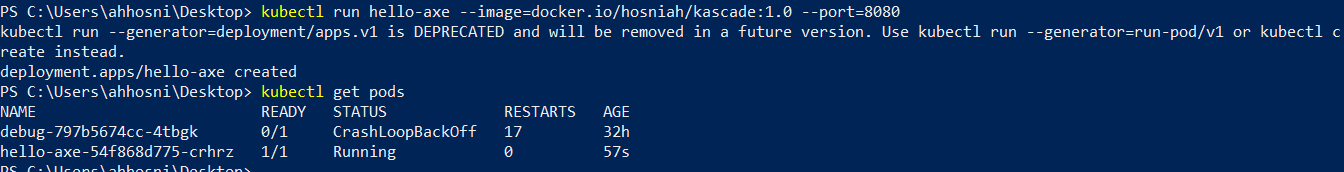 PS C:\Users\ahhosni\Desktop> kubectl run hello-axe --image=docker.io/hosniah/kascade:1.0 --port=8080
kubectl run --generator=deployment/apps.v1 is DEPRECATED and will be removed in a future version. Use kubectl run --generator=run-pod/v1 or kubectl c
reate instead.
deployment.apps/hello-axe created
PS C:\Users\ahhosni\Desktop> kubectl get pods
NAME READY STATUS RESTARTS AGE
debug-797b5674cc-4tbgk 0/1 CrashLoopBackOff 17 32h
hello-axe-54f868d775-crhrz 1/1 Running 0 57s
PS C:\Users\ahhosni\Desktop>